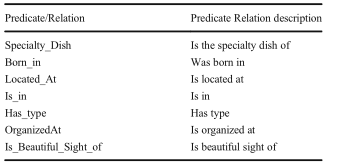 Predicate/Relation Predicate Relation description
Specialty_Dish Is the specialty dish of
Born_in Was born in
Located_At Is located at
Is_in Is in
Has_type Has type
OrganizedAt Is organized at
Is_Beautiful_Sight_of Is beautiful sight of